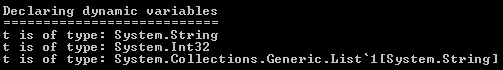 Declaring dynamic variables
===========================
t is of type: System.String
t is of type: System.Int32
t is of type: System.Collections.Generic.List`1[System.String]